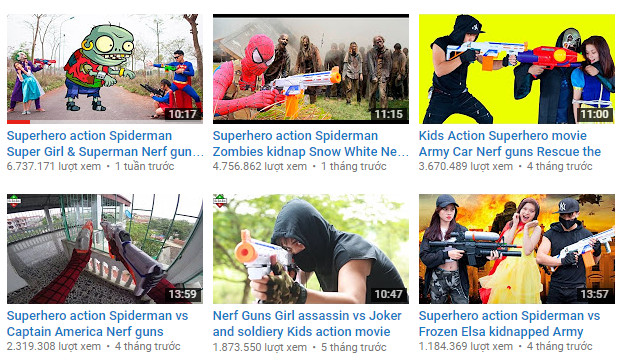 10:17
11:15
11:00
Superhero action Spiderman
Super Girl & Superman Nerf gun...
6.737.171 lượt xem • 1 tuần trước
Superhero action Spiderman
Zombies kidnap Snow White Ne...
4.756.862 lượt xem • 1 tháng trước
Kids Action Superhero movie
Army Car Nerf guns Rescue the
3.670.489 lượt xem • 4 tháng trước
13:59
10:47
13:57
Superhero action Spiderman vs
Captain America Nerf guns
2.319.308 lượt xem • 4 tháng trước
Nerf Guns Girl assassin vs Joker
and soldiery Kids action movie
1.873.550 lượt xem • 5 tháng trước
Superhero action Spiderman vs
Frozen Elsa kidnapped Army
1.184.369 lượt xem • 4 tháng trước